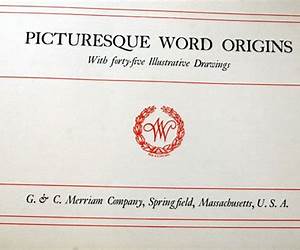 PICTURESQUE WORD ORIGINS
With forty-five Illustrative Drawings
W
G. & C. Merriam Company, Springfield, Massachusetts, U. S. A.